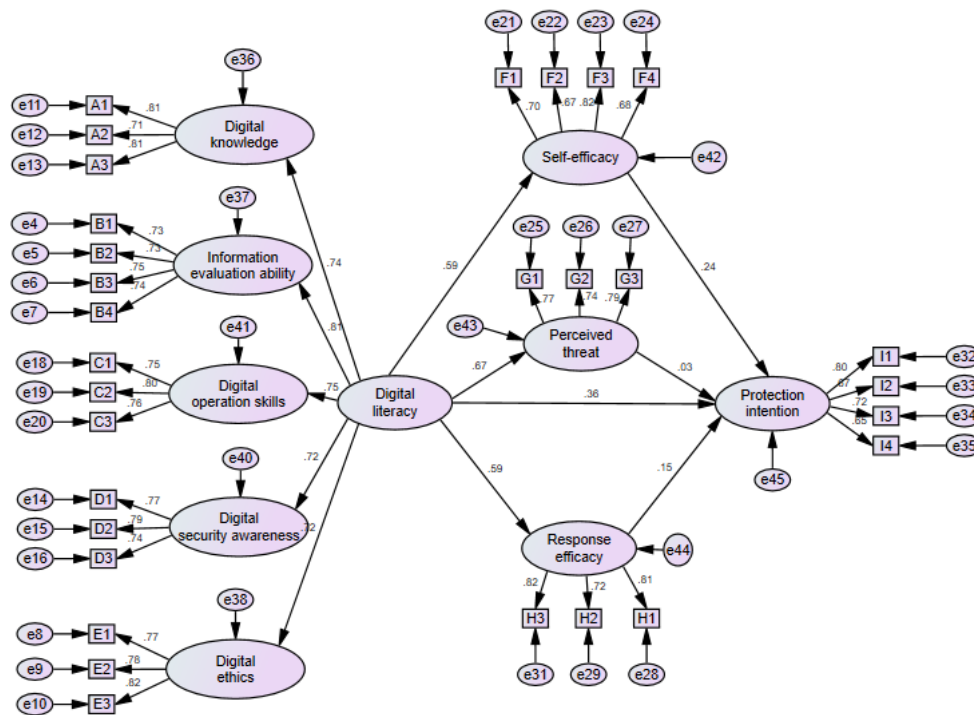 e21
e22
e23
e24
e36
F1
F2
F3
F4
e11
A1
.81
.70
.67
.82
.68
e12
A2
.71
Digital
knowledge
e13
A3
.81
Self-efficacy
e42
e37
e4
B1
.73
e25
e26
e27
e5
B2
.73
Information
evaluation ability
.74
.59
.24
e6
B3
.75
G1
G2
G3
e7
B4
.74
.77
.74
.79
e41
.81
e43
Perceived
threat
e18
C1
.75
.67
.03
.80
I1
e32
e19
C2
.80
Digital
operation skills
.75
Digital
literacy
.36
Protection
intention
.67
I2
e33
e20
C3
.76
.72
I3
e34
.65
I4
e35
e40
.72
.59
.15
e45
e14
D1
.77
e15
D2
.79
Digital
security awareness
.72
Response
efficacy
e44
e16
D3
.74
.82
.72
.81
e38
H3
H2
H1
e8
E1
.77
e9
E2
.78
Digital
ethics
e31
e29
e28
e10
E3
.82